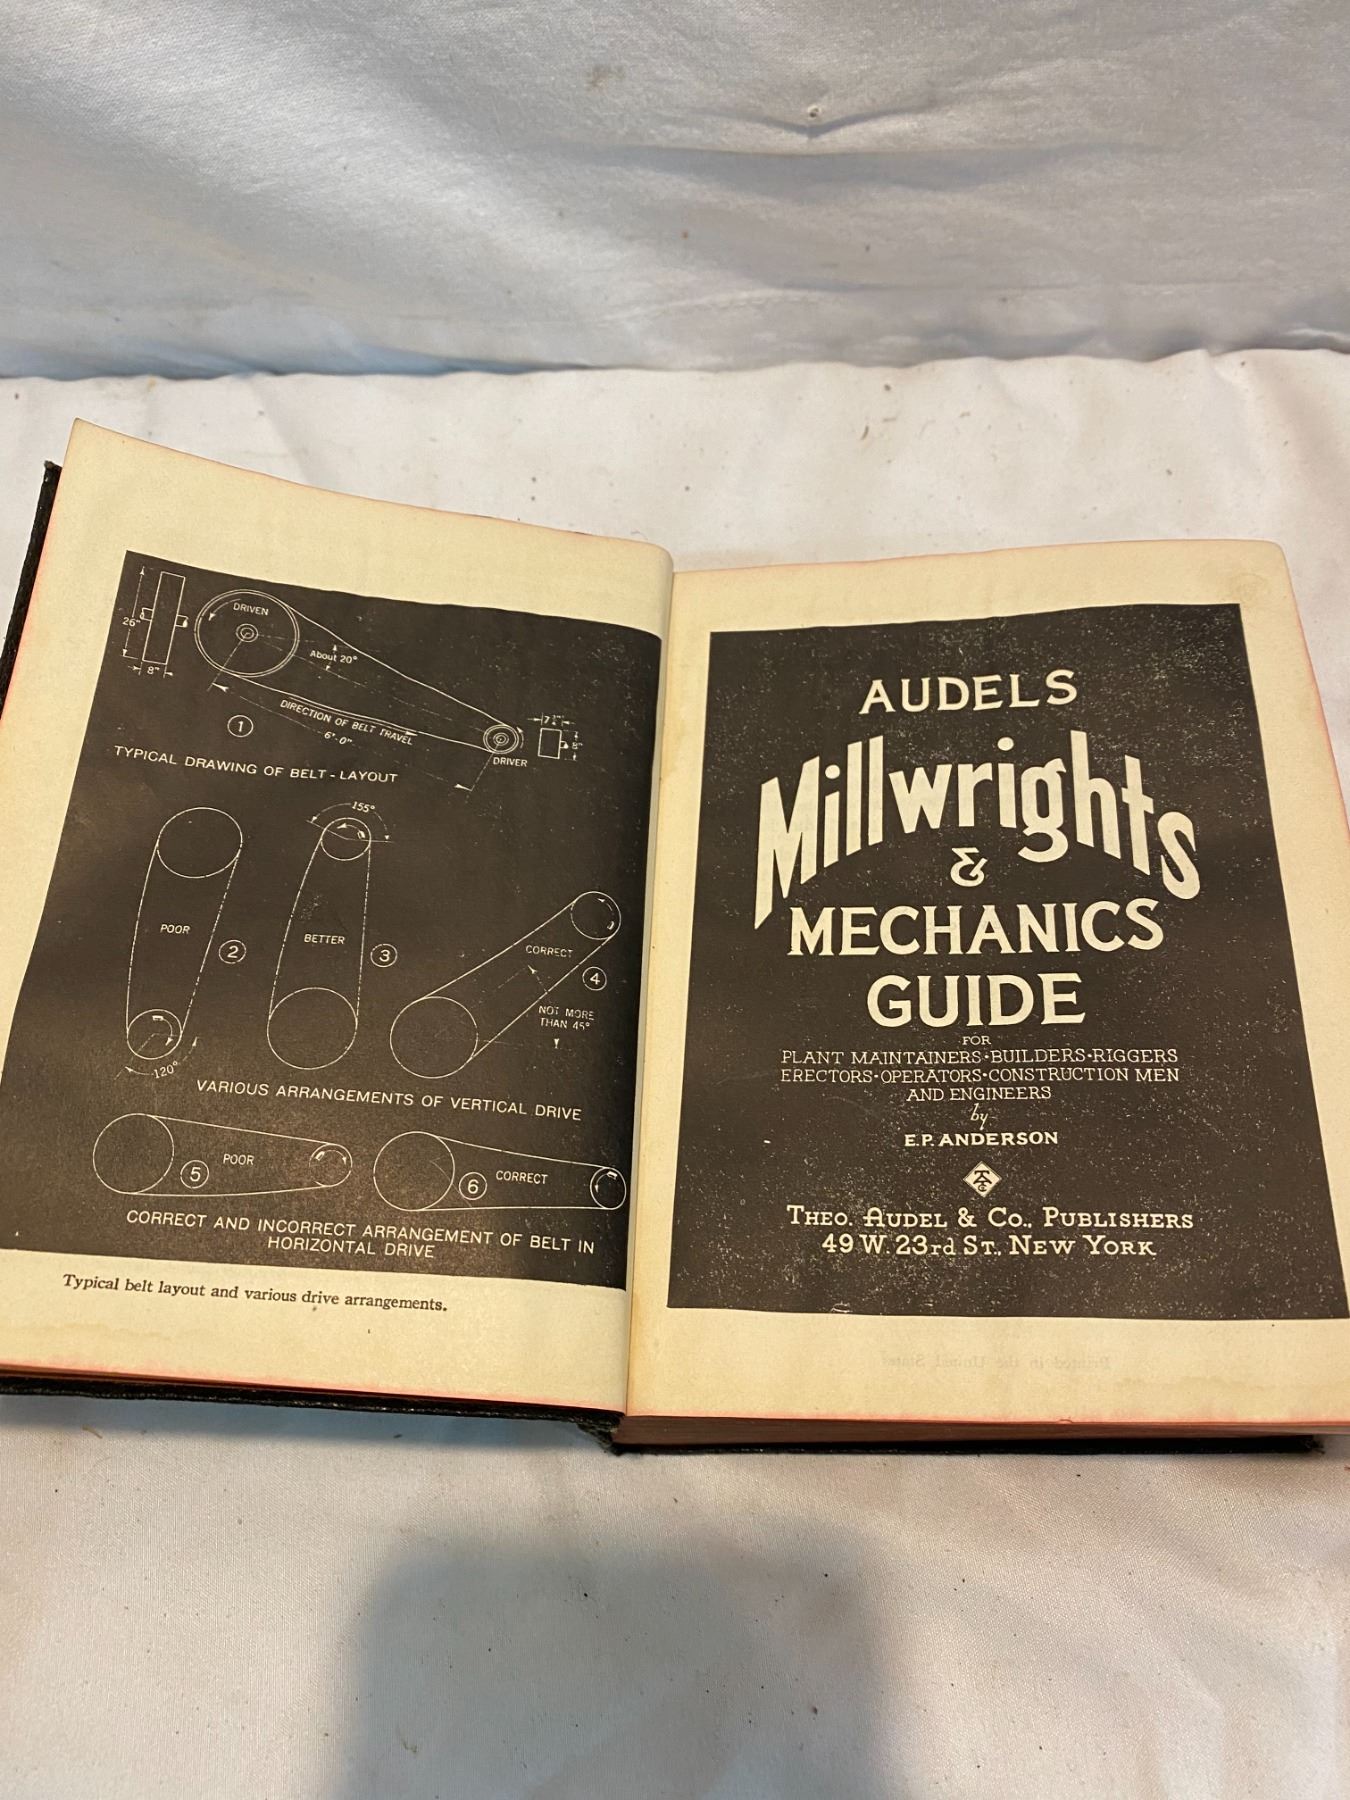 DRIVEN
26"
8"
About 20°
DIRECTION OF BELT TRAVEL
6'-0"
1
8"
DRIVER
TYPICAL DRAWING OF BELT-LAYOUT
155°
POOR
2
BETTER
3
CORRECT
4
NOT MORE
THAN 45°
120°
VARIOUS ARRANGEMENTS OF VERTICAL DRIVE
5
POOR
6
CORRECT
CORRECT AND INCORRECT ARRANGEMENT OF BELT IN
HORIZONTAL DRIVE
Typical belt layout and various drive arrangements.
AUDELS
Millwrights
&
MECHANICS
GUIDE
FOR
PLANT MAINTAINERS·BUILDERS·RIGGERS
ERECTORS·OPERATORS·CONSTRUCTION MEN
AND ENGINEERS
by
E.P. ANDERSON
THEO. AUDEL & CO., PUBLISHERS
49 W. 23rd ST., NEW YORK